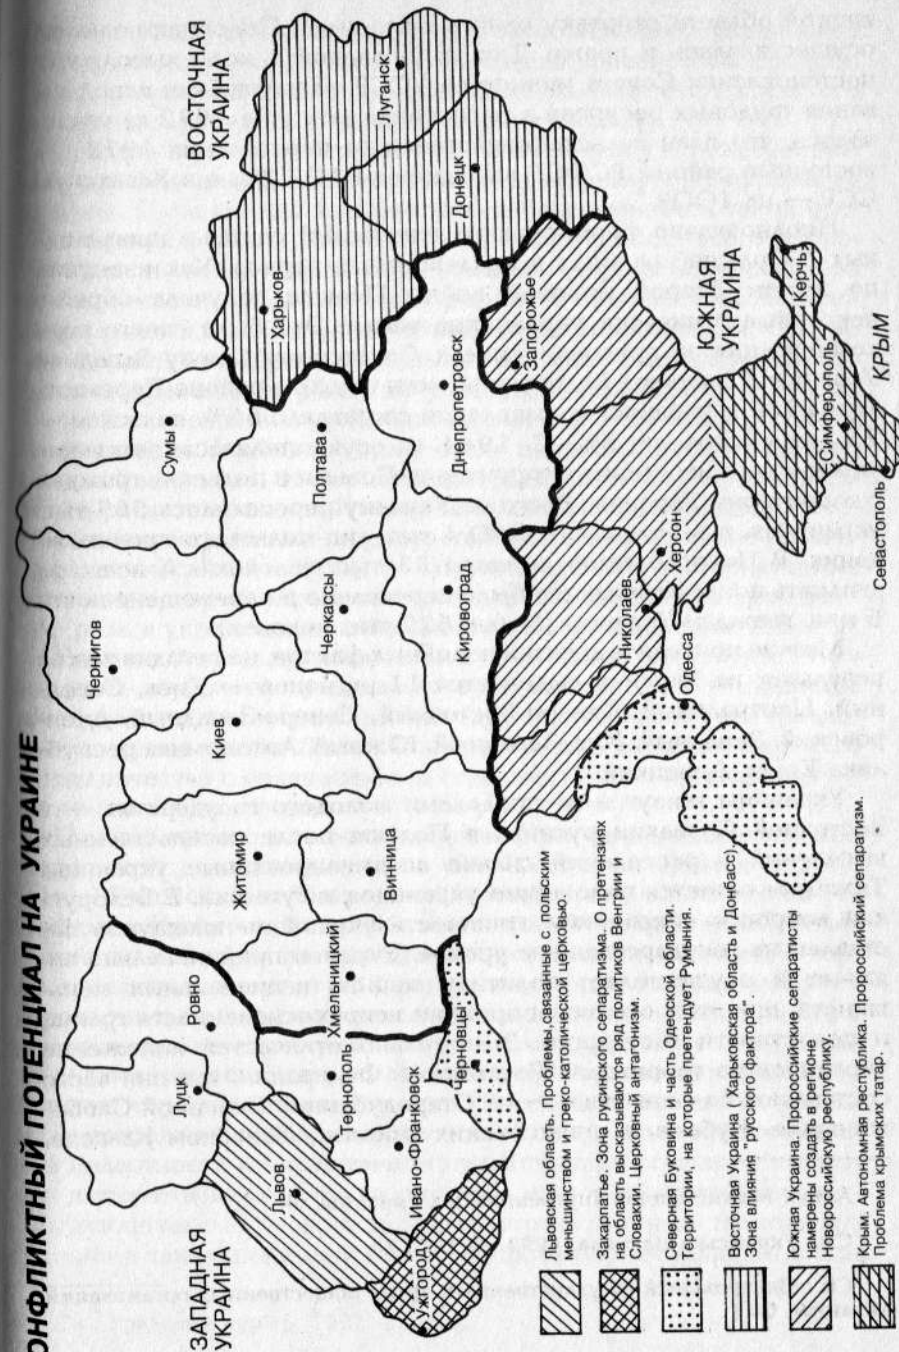 ОНФЛИКТНЫЙ ПОТЕНЦИАЛ НА УКРАИНЕ
ЗАПАДНАЯ
УКРАИНА
ВОСТОЧНАЯ
УКРАИНА
ЮЖНАЯ
УКРАИНА
КРЫМ
Луцк
Ровно
Житомир
Киев
Чернигов
Сумы
Львов
Тернополь
Хмельницкий
Винница
Черкассы
Полтава
Харьков
Луганск
Ужгород
Ивано-Франковск
Черновцы
Кировоград
Днепропетровск
Донецк
Запорожье
Николаев
Херсон
Одесса
Симферополь
Керчь
Севастополь
Львовская область. Проблемы,связанные с польским
меньшинством и греко-католической церковью.
Закарпатье. Зона русинского сепаратизма. О претензиях
на область высказываются ряд политиков Венгрии и
Словакии. Церковный антагонизм.
Северная Буковина и часть Одесской области
Территории, на которые претендует Румыния.
Восточная Украина (Харьковская область и Донбасс).
Зона влияния "русского фактора".
Южная Украина. Пророссийские сепаратисты
намерены создать в регионе
Новороссийскую республику.
Крым. Автономная республика. Пророссийский сепаратизм.
Проблема крымских татар.